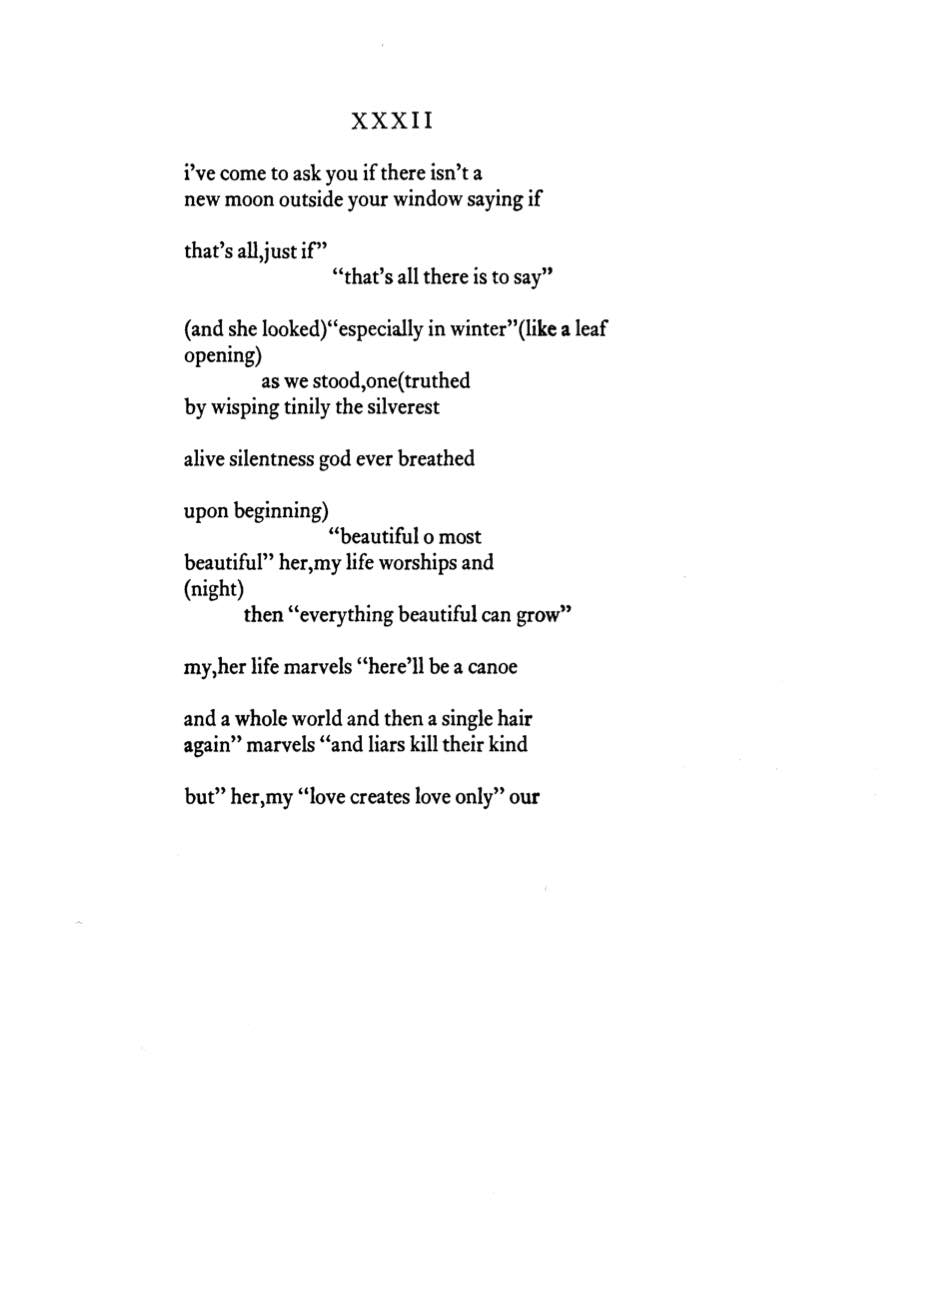 XXXII
i've come to ask you if there isn't a
new moon outside your window saying if
that's all,just if”
“that's all there is to say”
(and she looked)“especially in winter”(like a leaf
opening)
as we stood,one(truthed
by wisping tinily the silverest
alive silentness god ever breathed
upon beginning)
“beautiful o most
beautiful” her,my life worships and
(night)
then “everything beautiful can grow”
my,her life marvels “here'll be a canoe
and a whole world and then a single hair
again” marvels “and liars kill their kind
but” her,my “love creates love only” our